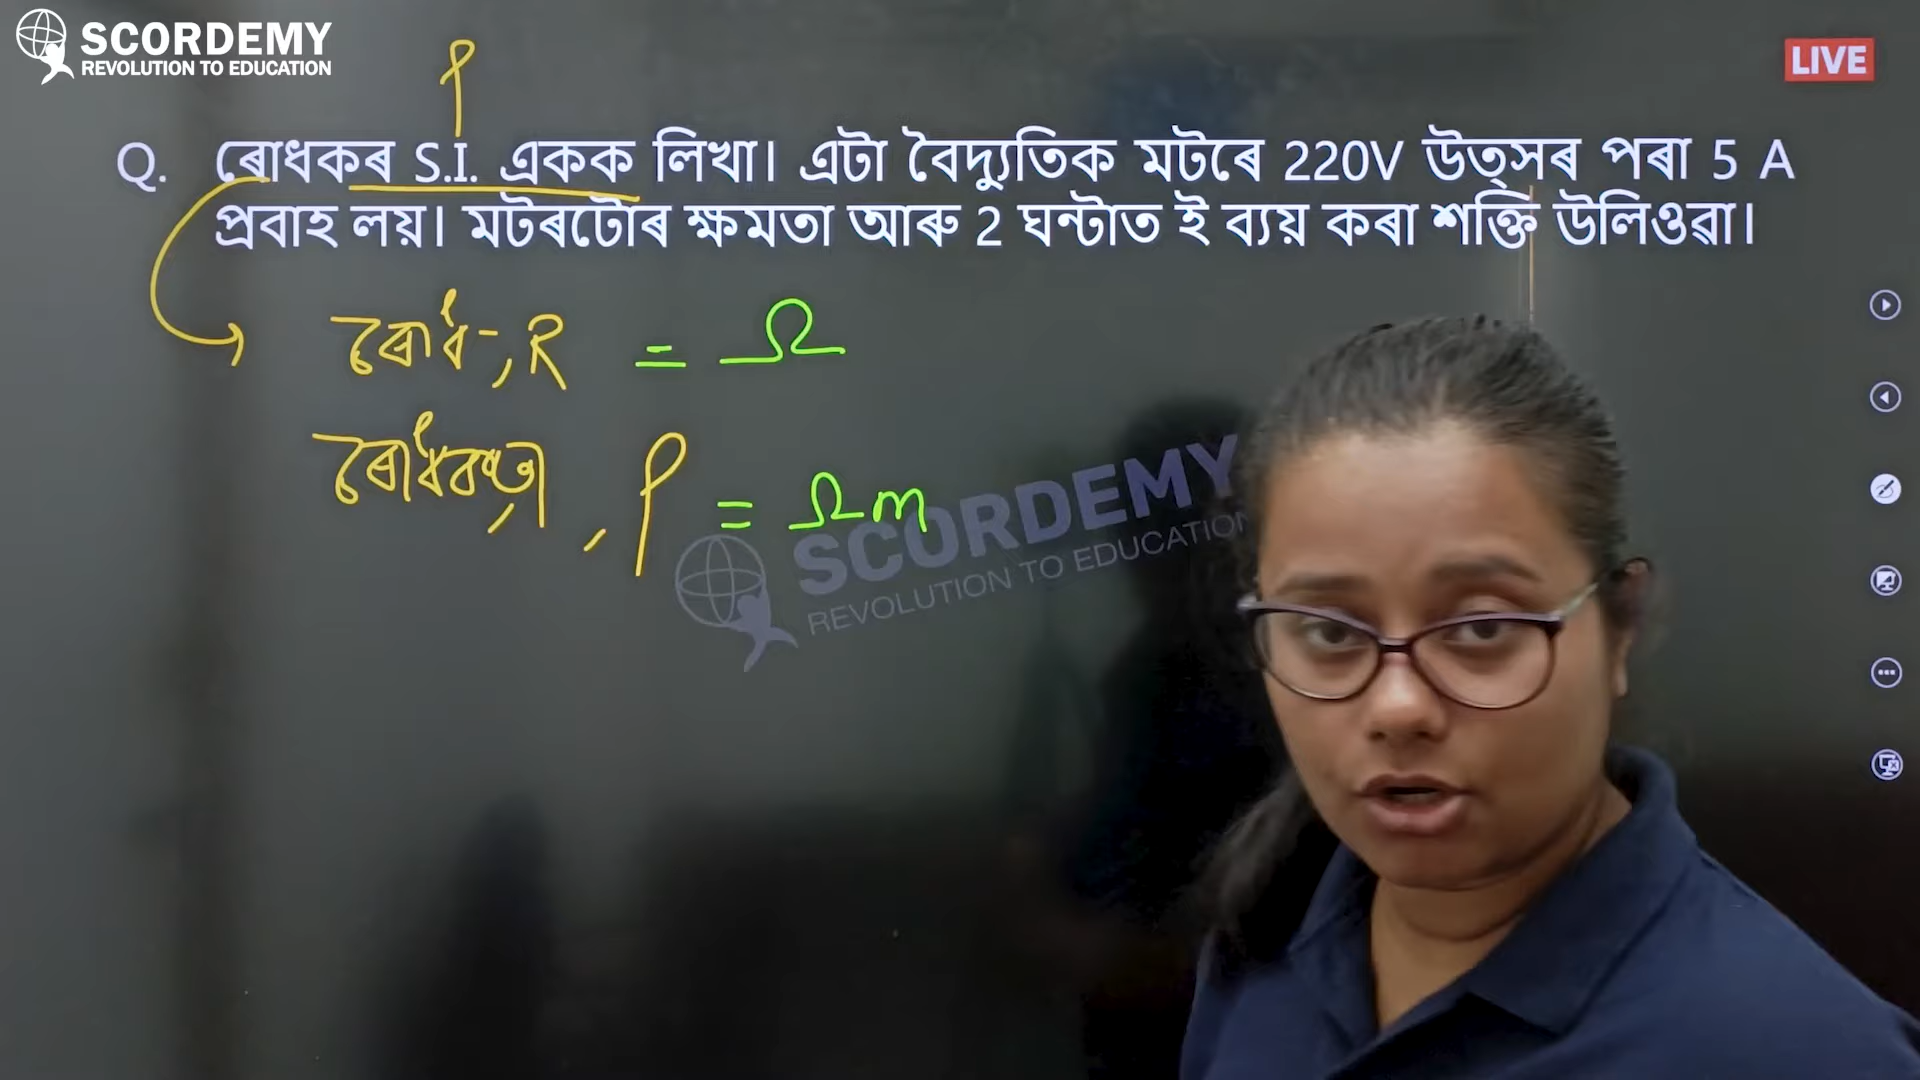 SCORDEMY
REVOLUTION TO EDUCATION
LIVE
ρ
Q. ৰোধকৰ S.I. একক লিখা। এটা বৈদ্যুতিক মটৰে 220V উত্সৰ পৰা 5 A
প্ৰবাহ লয়। মটৰটোৰ ক্ষমতা আৰু 2 ঘন্টাত ই ব্যয় কৰা শক্তি উলিওৱা।
ৰোধ, R = Ω
ρ = Ωm
SCORDEMY
REVOLUTION TO EDUCATION